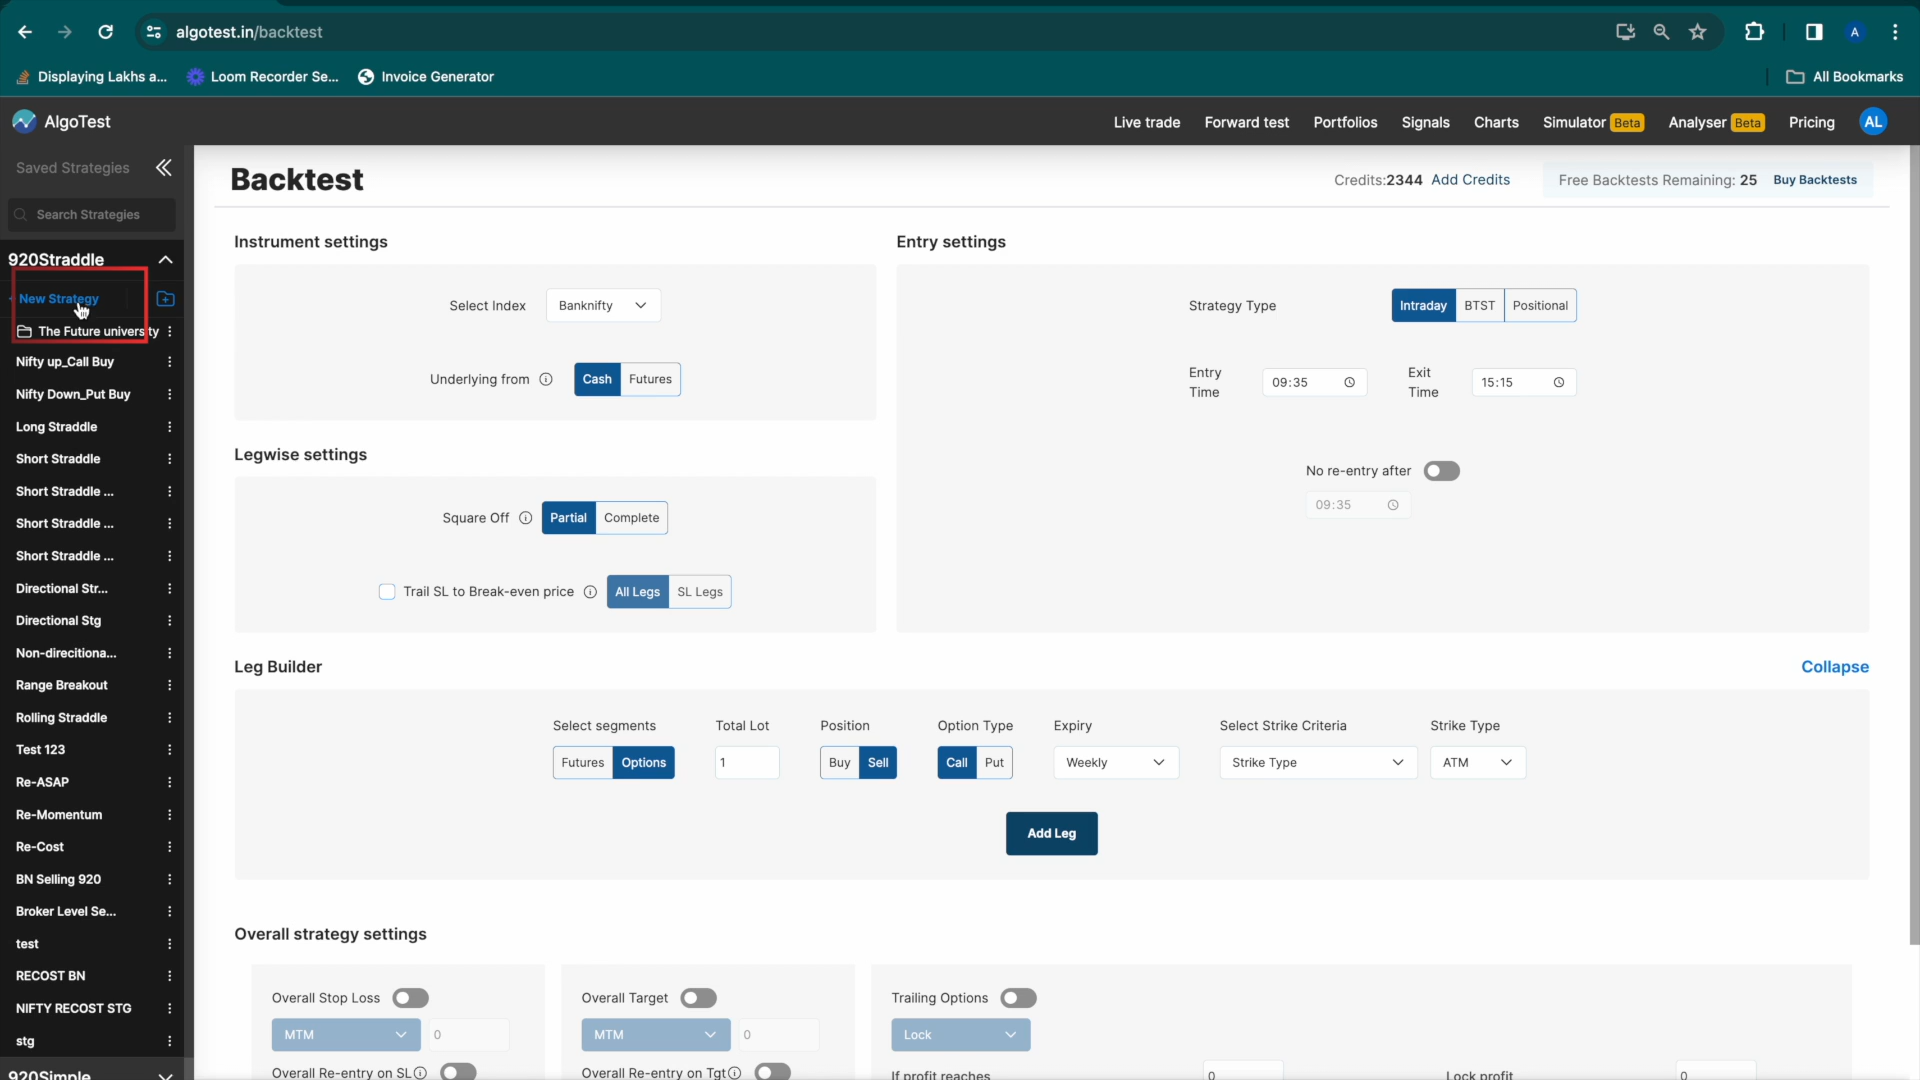 algotest.in/backtest
A
Displaying Lakhs a...
Loom Recorder Se...
Invoice Generator
All Bookmarks
AlgoTest
Live trade
Forward test
Portfolios
Signals
Charts
Simulator Beta
Analyser Beta
Pricing
AL
Saved Strategies
Search Strategies
920Straddle
+ New Strategy
The Future university
Nifty up_Call Buy
Nifty Down_Put Buy
Long Straddle
Short Straddle
Short Straddle ...
Short Straddle ...
Short Straddle ...
Directional Str...
Directional Stg
Non-direcitiona...
Range Breakout
Rolling Straddle
Test 123
Re-ASAP
Re-Momentum
Re-Cost
BN Selling 920
Broker Level Se...
test
RECOST BN
NIFTY RECOST STG
stg
920Simple
Backtest
Credits:2344 Add Credits
Free Backtests Remaining: 25 Buy Backtests
Instrument settings
Select Index Banknifty
Underlying from Cash Futures
Legwise settings
Square Off Partial Complete
Trail SL to Break-even price All Legs SL Legs
Entry settings
Strategy Type Intraday BTST Positional
Entry Time 09:35 Exit Time 15:15
No re-entry after
09:35
Leg Builder
Collapse
Select segments Total Lot Position Option Type Expiry Select Strike Criteria Strike Type
Futures Options 1 Buy Sell Call Put Weekly Strike Type ATM
Add Leg
Overall strategy settings
Overall Stop Loss
MTM 0
Overall Re-entry on SL
Overall Target
MTM 0
Overall Re-entry on Tgt
Trailing Options
Lock
If profit reaches 0 Lock profit 0